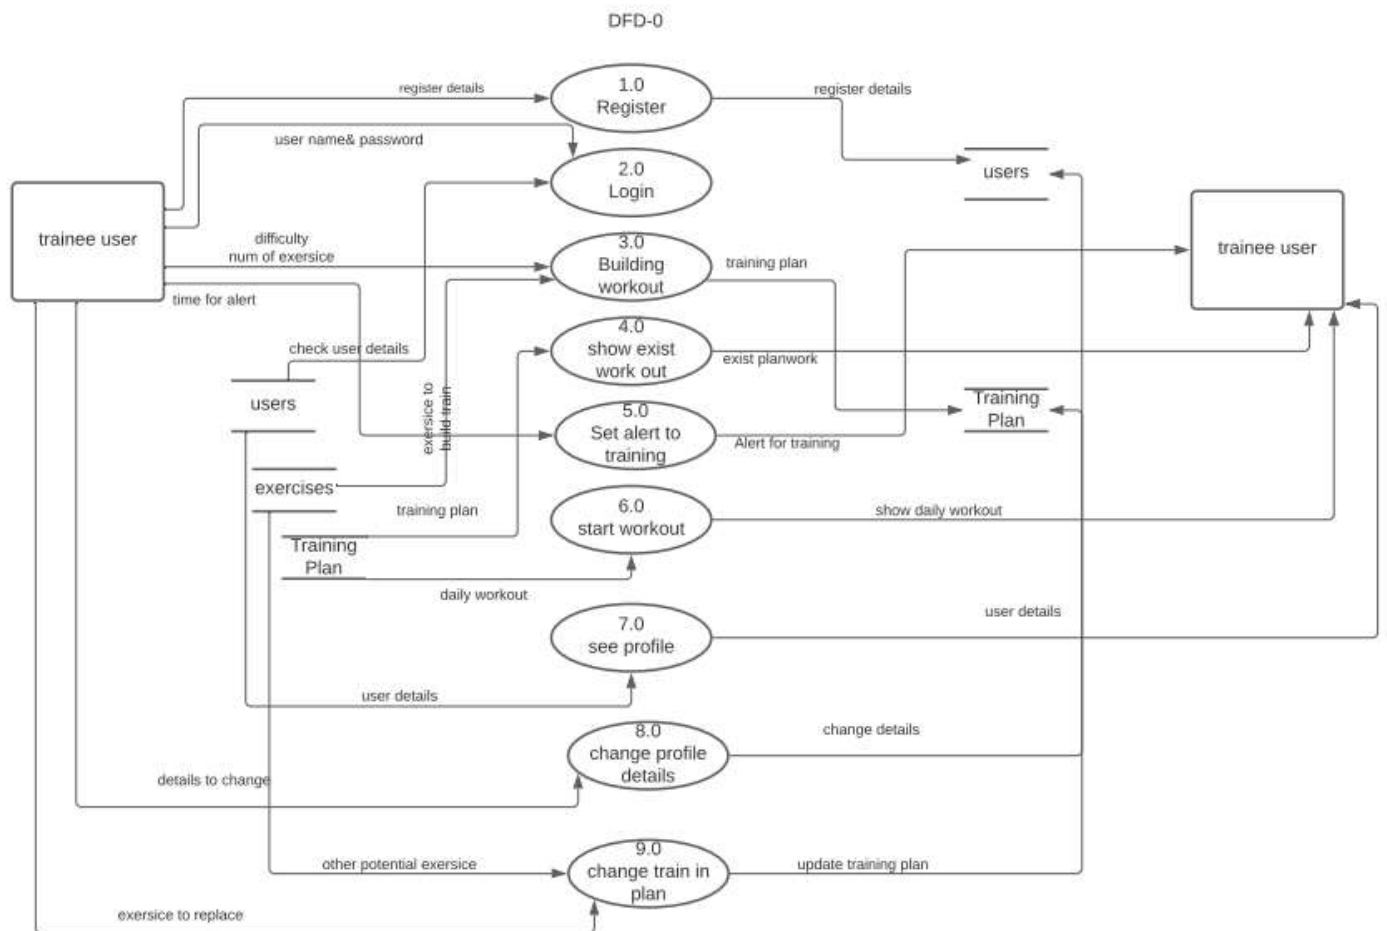 DFD-0
register details
1.0
Register
register details
user name& password
2.0
Login
users
trainee user
difficulty
num of exersice
3.0
Building
workout
training plan
trainee user
time for alert
check user details
4.0
show exist
work out
exist planwork
users
exersice to
build train
5.0
Set alert to
training
Alert for training
Training
Plan
exercises
training plan
6.0
start workout
show daily workout
Training
Plan
daily workout
7.0
see profile
user details
user details
8.0
change profile
details
change details
details to change
9.0
change train in
plan
other potential exersice
update training plan
exersice to replace